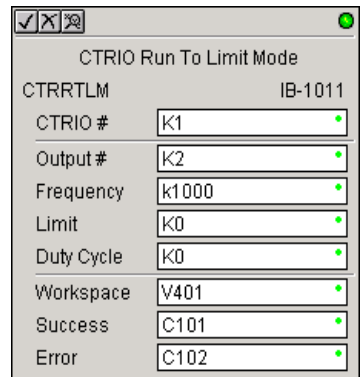 CTRIO Run To Limit Mode
CTRRTLM IB-1011
CTRIO # K1
Output # K2
Frequency k1000
Limit K0
Duty Cycle K0
Workspace V401
Success C101
Error C102